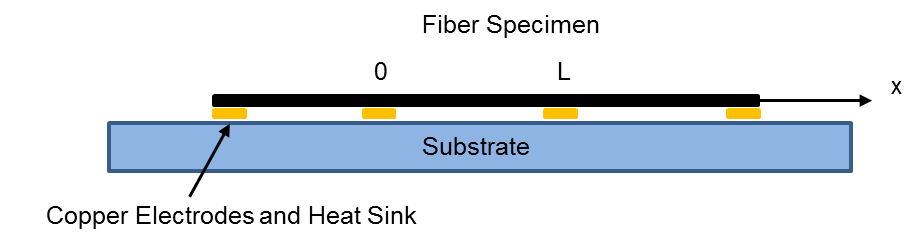 Fiber Specimen
0 L
x
Substrate
Copper Electrodes and Heat Sink